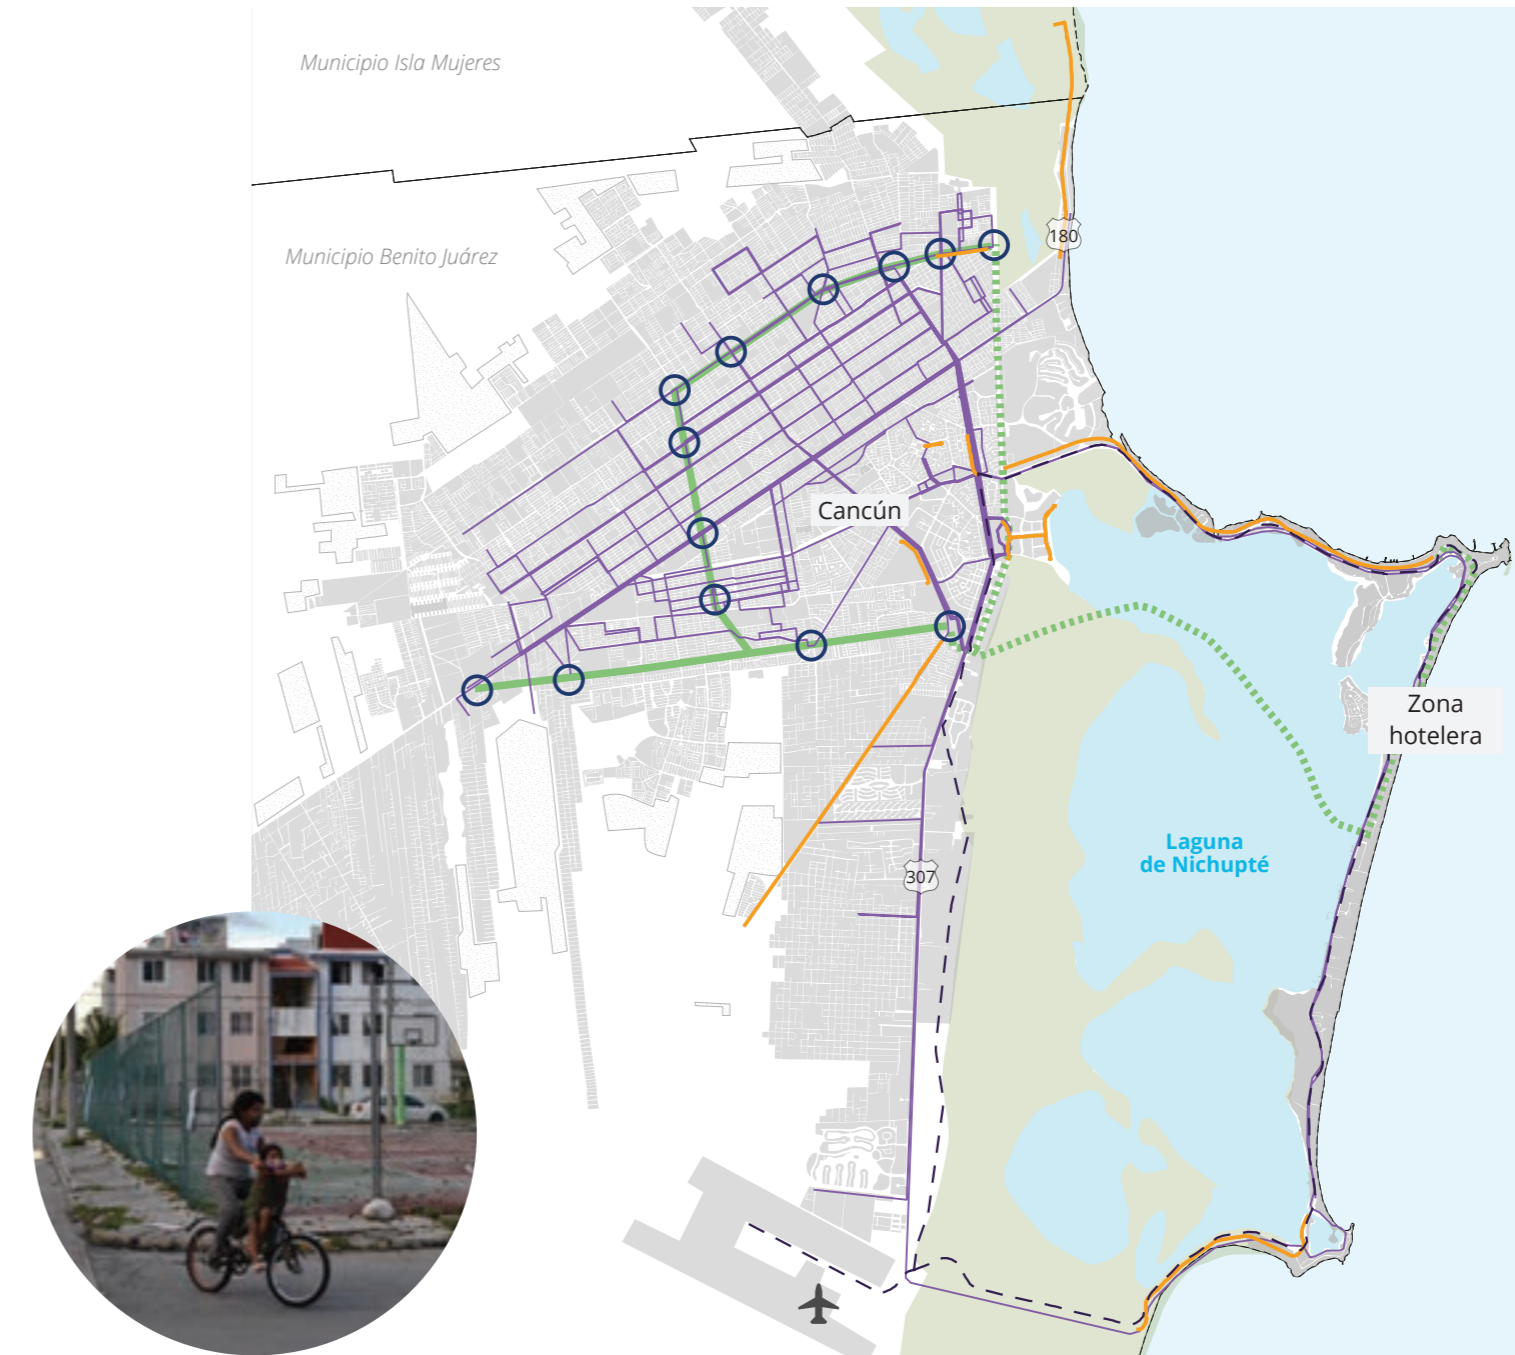 Municipio Isla Mujeres
Municipio Benito Juárez
180
Cancún
Zona
hotelera
Laguna
de Nichupté
307